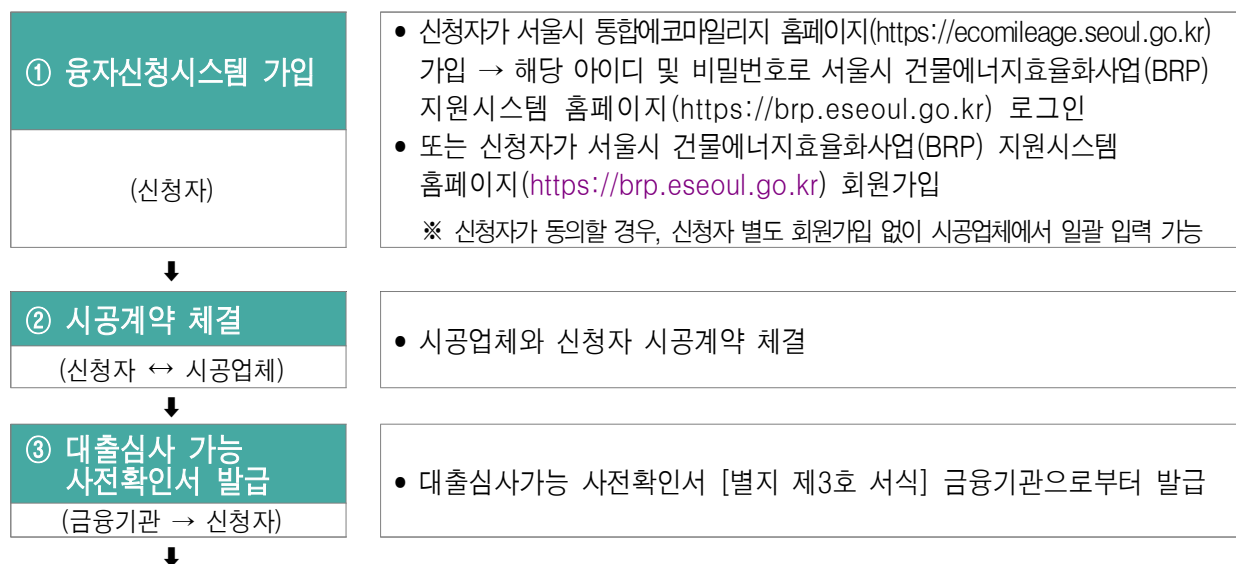 ① 융자신청시스템 가입
(신청자)
• 신청자가 서울시 통합에코마일리지 홈페이지(https://ecomileage.seoul.go.kr)
가입 → 해당 아이디 및 비밀번호로 서울시 건물에너지효율화사업(BRP)
지원시스템 홈페이지(https://brp.eseoul.go.kr) 로그인
• 또는 신청자가 서울시 건물에너지효율화사업(BRP) 지원시스템
홈페이지(https://brp.eseoul.go.kr) 회원가입
※ 신청자가 동의할 경우, 신청자 별도 회원가입 없이 시공업체에서 일괄 입력 가능
⬇
② 시공계약 체결
(신청자 ↔ 시공업체)
• 시공업체와 신청자 시공계약 체결
⬇
③ 대출심사 가능
사전확인서 발급
(금융기관 → 신청자)
• 대출심사가능 사전확인서 [별지 제3호 서식] 금융기관으로부터 발급
⬇